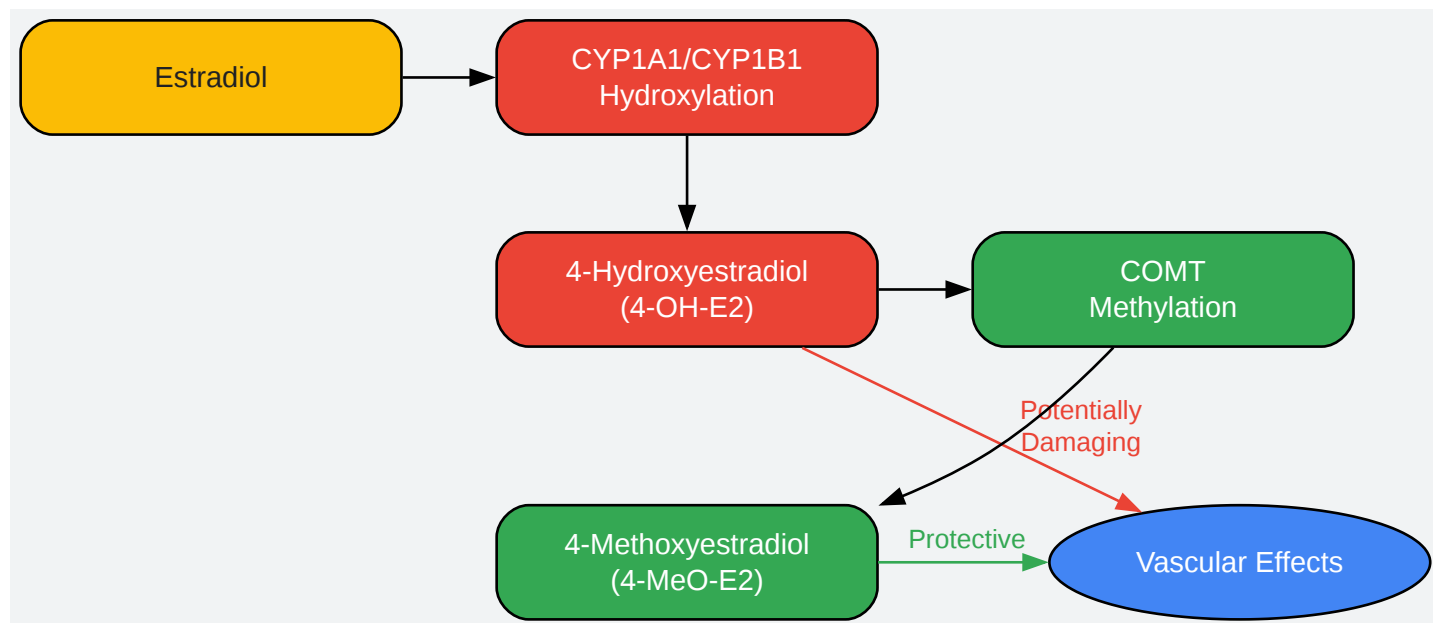 Estradiol
CYP1A1/CYP1B1
Hydroxylation
4-Hydroxyestradiol
(4-OH-E2)
COMT
Methylation
Potentially
Damaging
4-Methoxyestradiol
(4-MeO-E2)
Protective
Vascular Effects